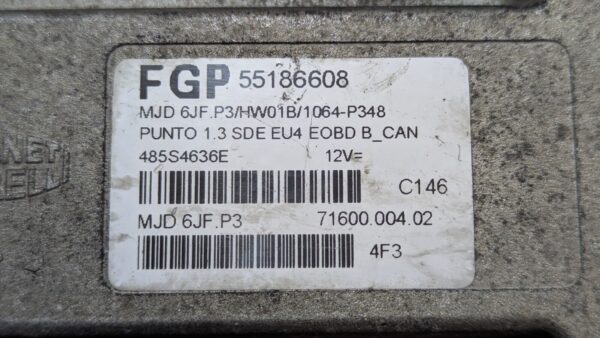 FGP 55186608
MJD 6JF.P3/HW01B/1064-P348
PUNTO 1.3 SDE EU4 EOBD B_CAN
485S4636E 12V=
C146
MJD 6JF.P3 71600.004.02
4F3